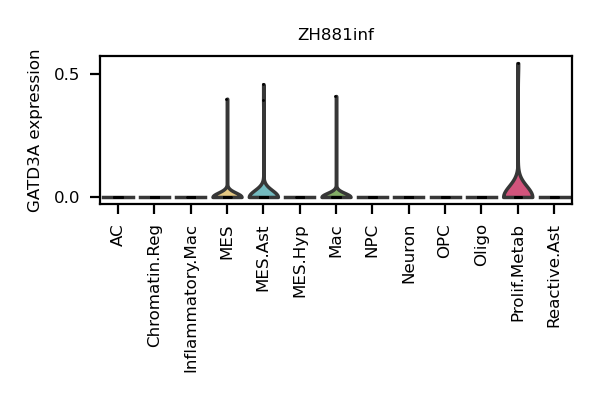 ZH881inf
GATD3A expression
0.5
0.0
AC
Chromatin.Reg
Inflammatory.Mac
MES
MES.Ast
MES.Hyp
Mac
NPC
Neuron
OPC
Oligo
Prolif.Metab
Reactive.Ast